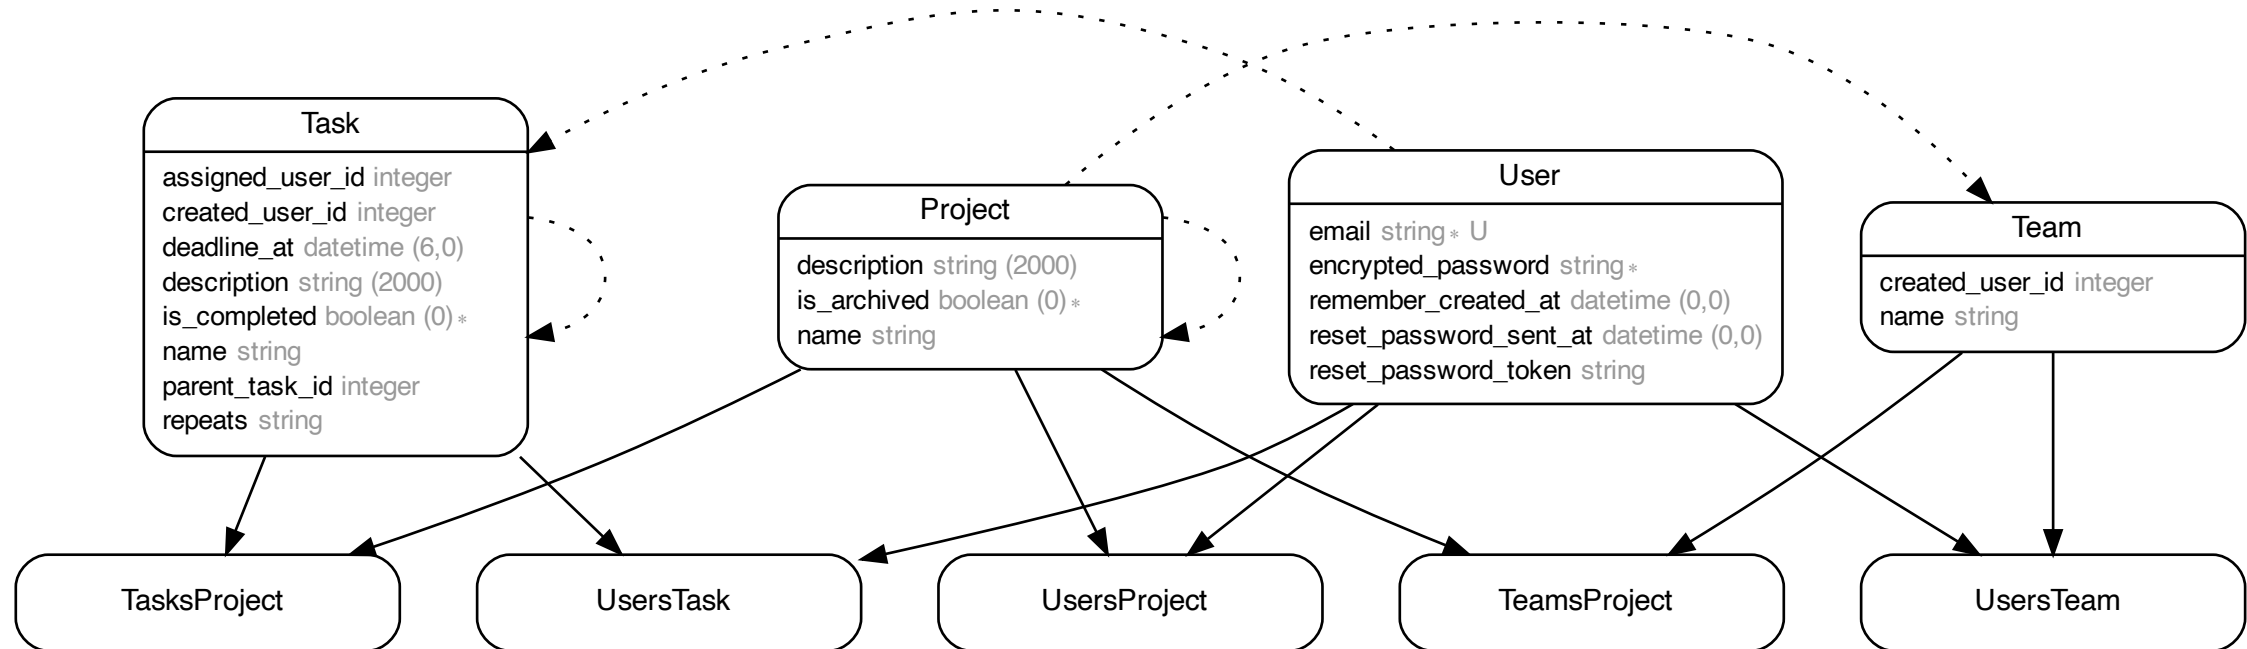 Task
assigned_user_id integer
created_user_id integer
deadline_at datetime (6,0)
description string (2000)
is_completed boolean (0) *
name string
parent_task_id integer
repeats string
Project
description string (2000)
is_archived boolean (0) *
name string
User
email string * U
encrypted_password string *
remember_created_at datetime (0,0)
reset_password_sent_at datetime (0,0)
reset_password_token string
Team
created_user_id integer
name string
TasksProject
UsersTask
UsersProject
TeamsProject
UsersTeam